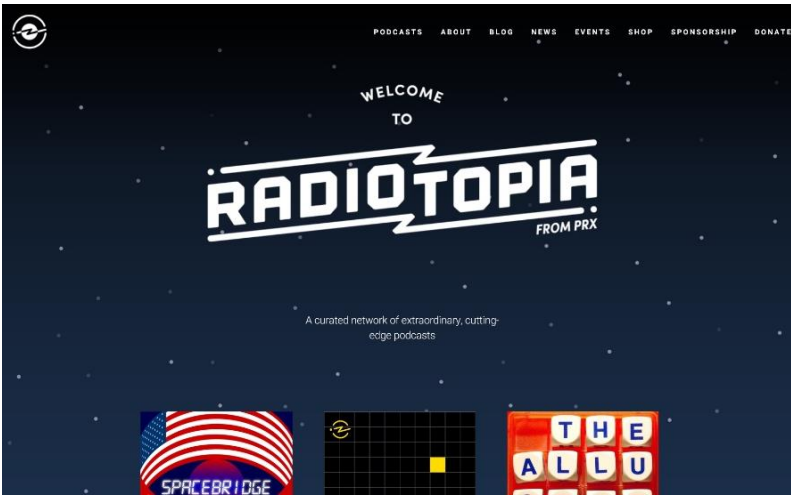 PODCASTS ABOUT BLOG NEWS EVENTS SHOP SPONSORSHIP DONATE
WELCOME
TO
RADIOTOPIA
FROM PRX
A curated network of extraordinary, cutting-
edge podcasts
SPACEBRIDGE
THE
ALLU